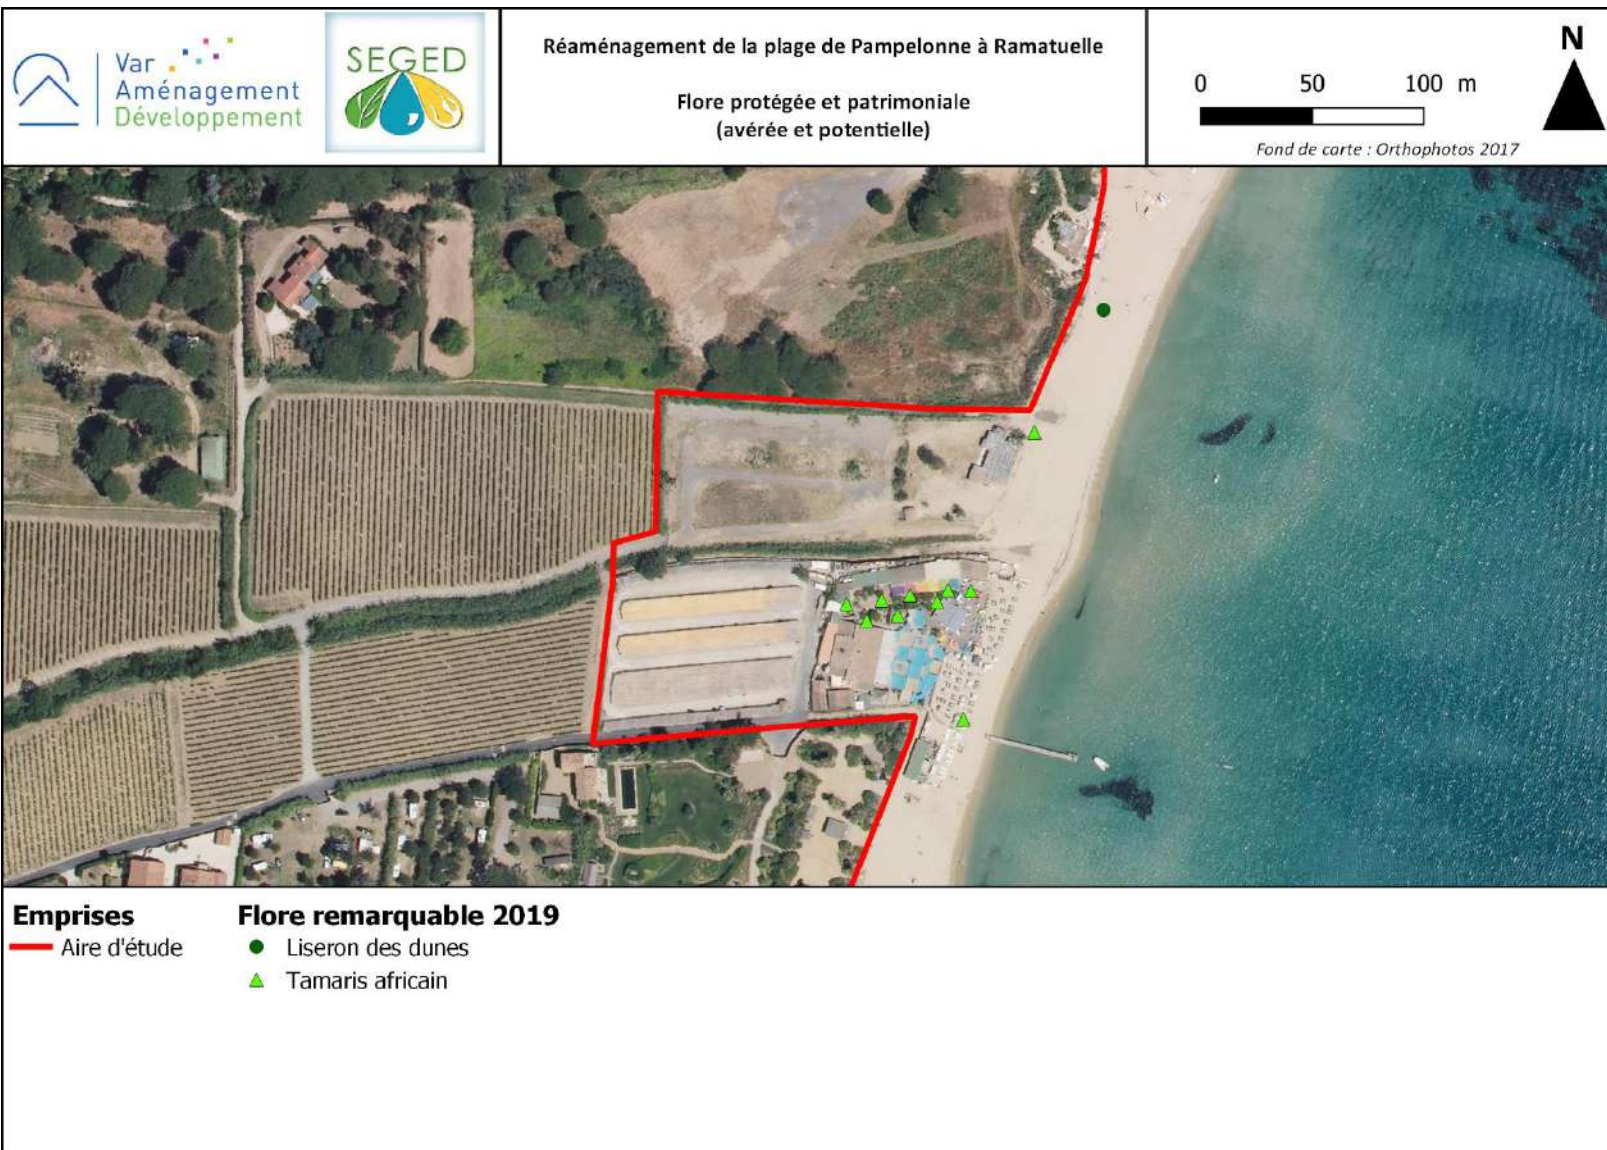 Var
Aménagement
Développement
SEGED
Réaménagement de la plage de Pampelonne à Ramatuelle
Flore protégée et patrimoniale
(avérée et potentielle)
0 50 100 m
Fond de carte : Orthophotos 2017
N
Emprises
Aire d'étude
Flore remarquable 2019
Liseron des dunes
Tamaris africain